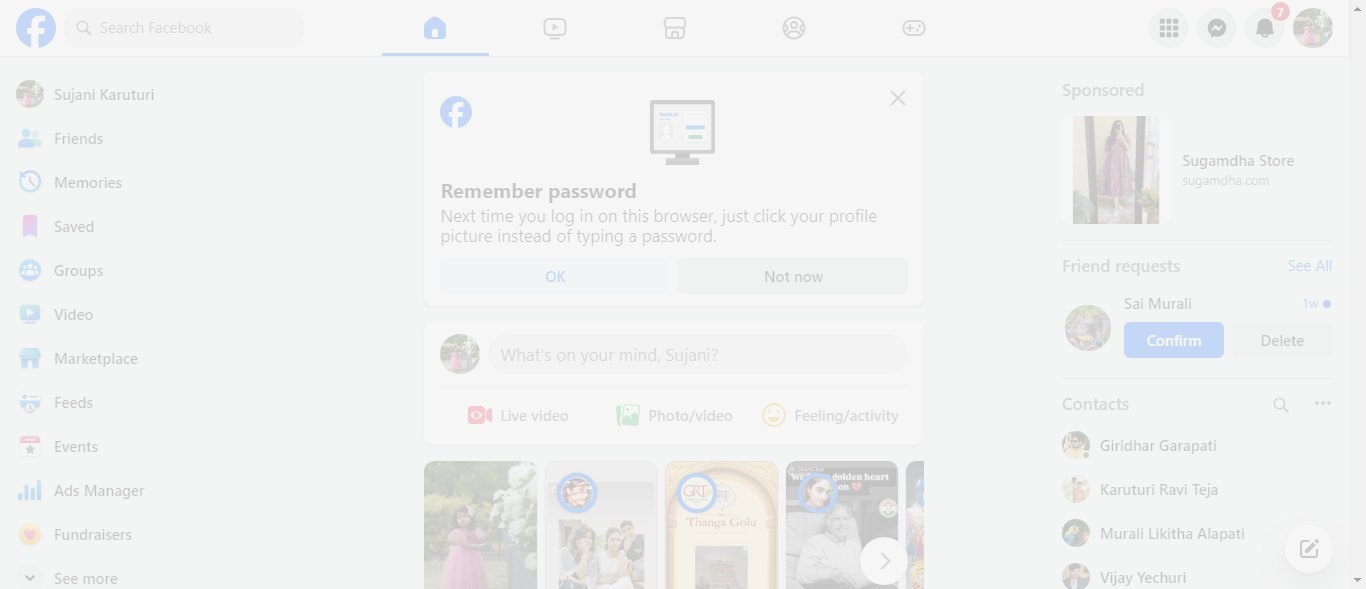 Search Facebook
7
Sujani Karuturi
Friends
Memories
Saved
Groups
Video
Marketplace
Feeds
Events
Ads Manager
Fundraisers
See more
Remember password
Next time you log in on this browser, just click your profile
picture instead of typing a password.
OK
Not now
What's on your mind, Sujani?
Live video
Photo/video
Feeling/activity
GRT
GRT
Thanga Golu
golden heart
Sponsored
Sugamdha Store
sugamdha.com
Friend requests
See All
Sai Murali
1w
Confirm
Delete
Contacts
Giridhar Garapati
Karuturi Ravi Teja
Murali Likitha Alapati
Vijay Yechuri